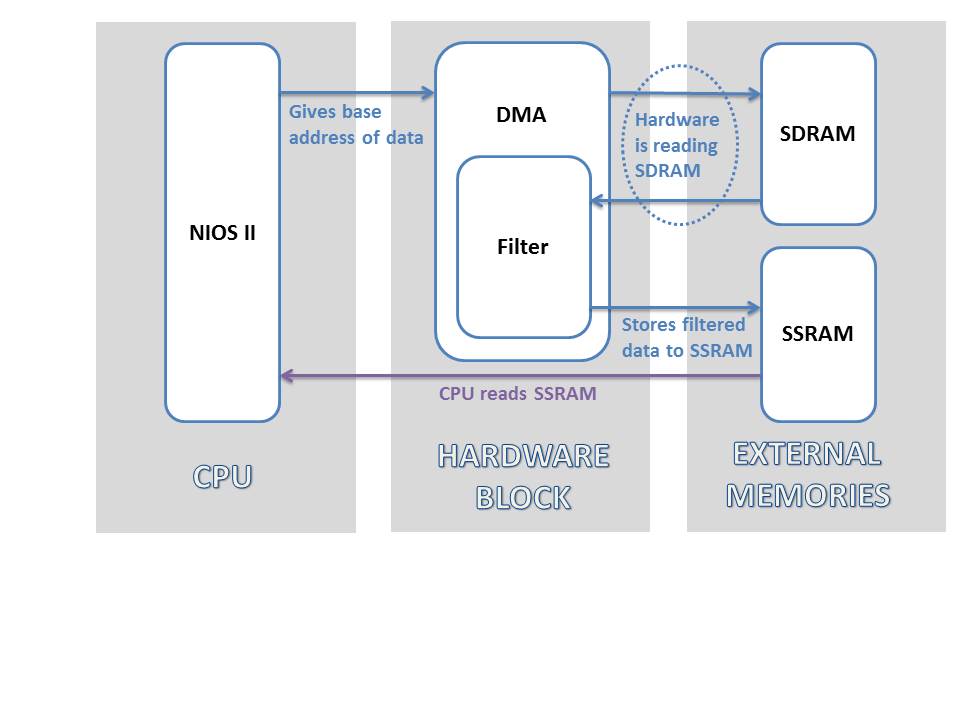 NIOS II
Gives base
address of data
DMA
Filter
Hardware
is reading
SDRAM
SDRAM
SSRAM
Stores filtered
data to SSRAM
CPU reads SSRAM
CPU
HARDWARE
BLOCK
EXTERNAL
MEMORIES